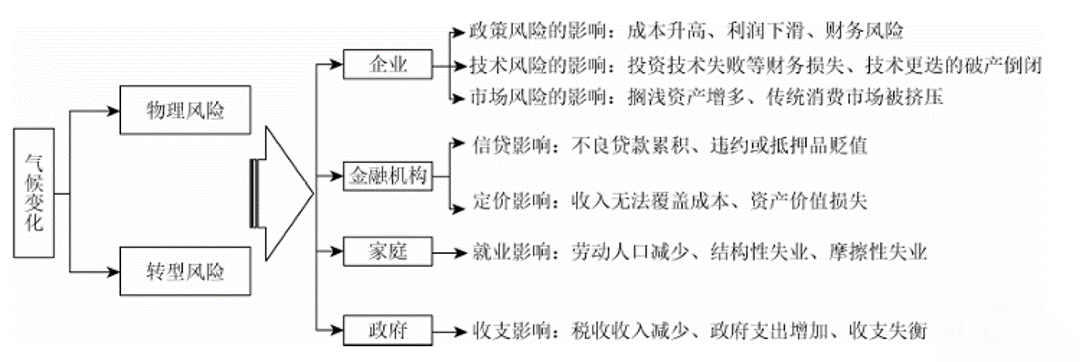 气候变化
物理风险
转型风险
企业
政策风险的影响：成本升高、利润下滑、财务风险
技术风险的影响：投资技术失败等财务损失、技术更迭的破产倒闭
市场风险的影响：搁浅资产增多、传统消费市场被挤压
金融机构
信贷影响：不良贷款累积、违约或抵押品贬值
定价影响：收入无法覆盖成本、资产价值损失
家庭
就业影响：劳动人口减少、结构性失业、摩擦性失业
政府
收支影响：税收收入减少、政府支出增加、收支失衡